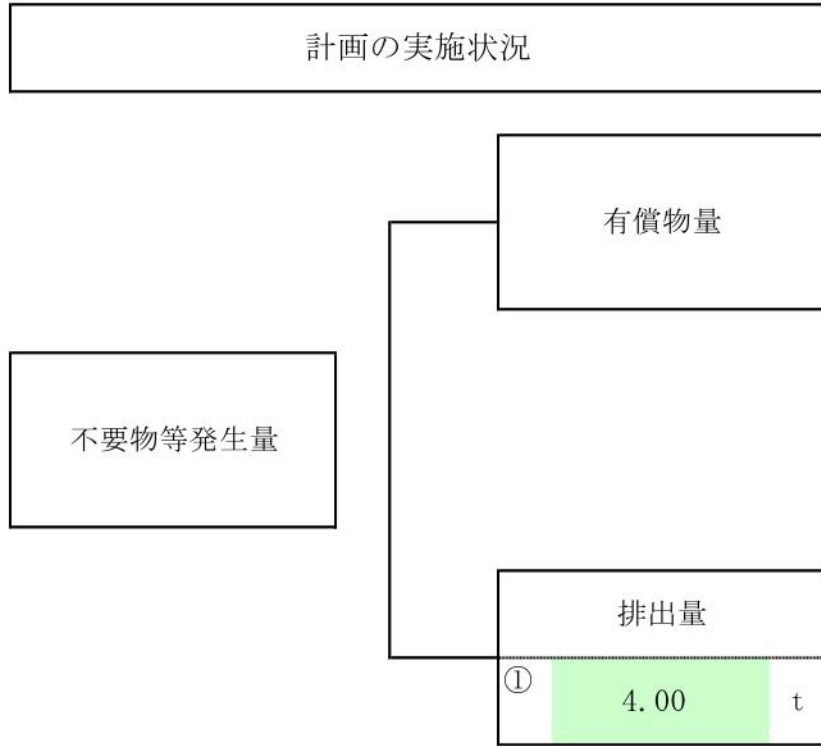 計画の実施状況
有償物量
不要物等発生量
排出量
① 4.00 t